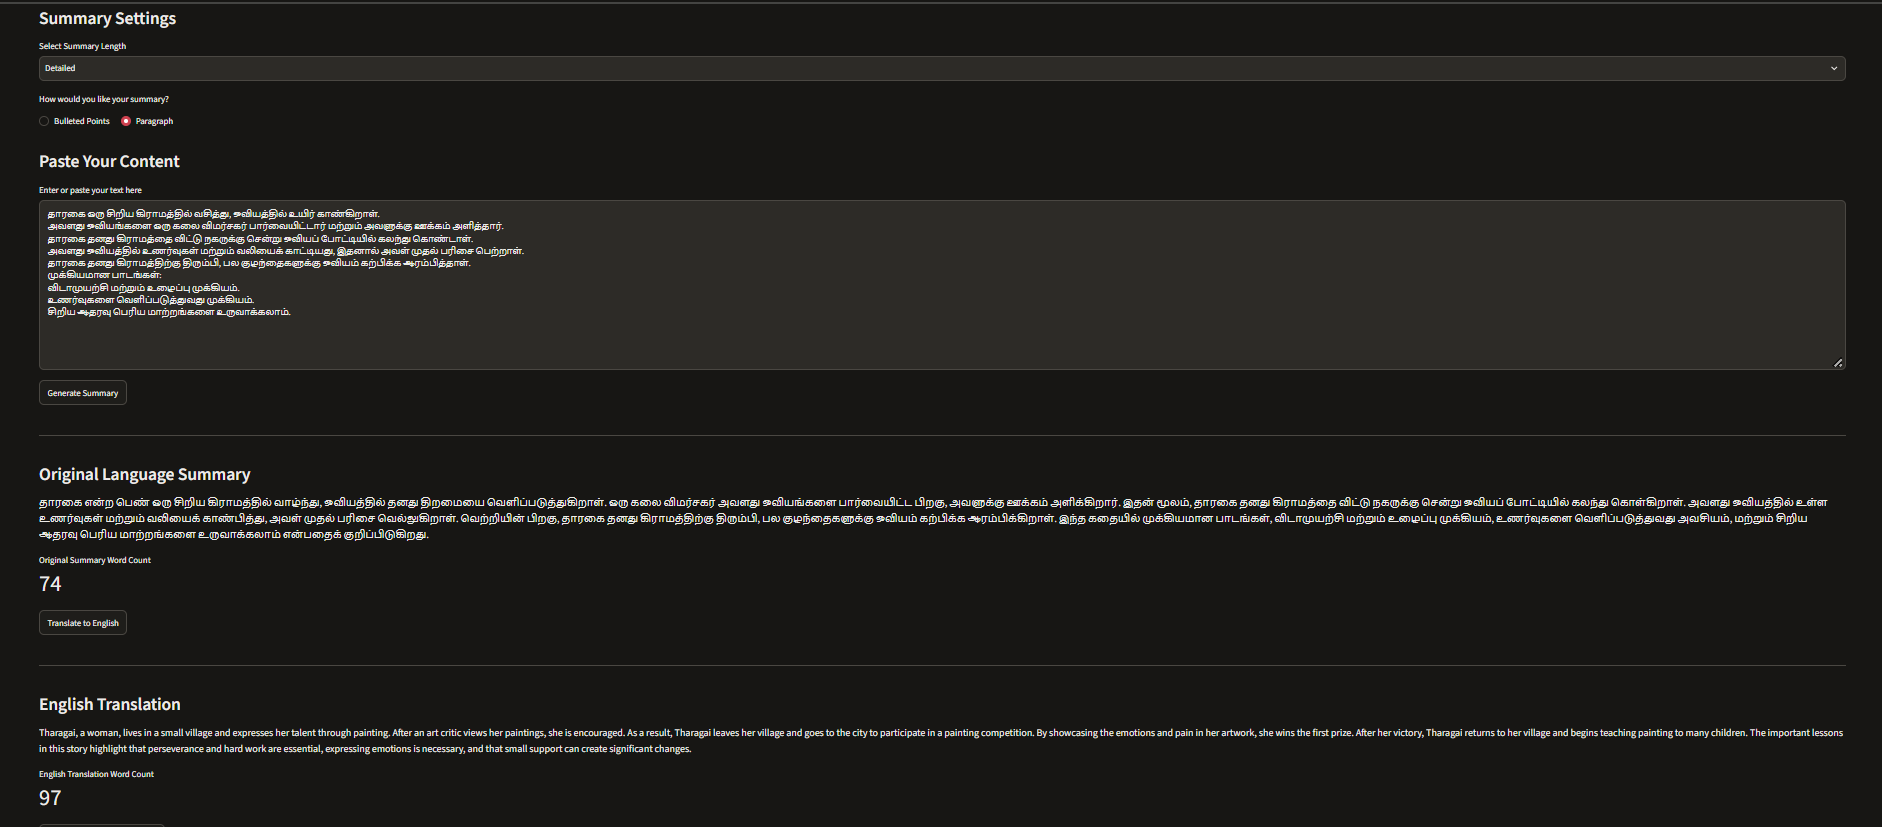 Summary Settings
Select Summary Length
Detailed
How would you like your summary?
Bulleted Points Paragraph
Paste Your Content
Enter or paste your text here
தாரகை ஒரு சிறிய கிராமத்தில் வசித்து, ஓவியத்தில் உயிர் காண்கிறாள்.
அவளது ஓவியங்களை ஒரு கலை விமர்சகர் பார்வையிட்டார் மற்றும் அவளுக்கு ஊக்கம் அளித்தார்.
தாரகை தனது கிராமத்தை விட்டு நகருக்கு சென்று ஓவியப் போட்டியில் கலந்து கொண்டாள்.
அவளது ஓவியத்தில் உணர்வுகள் மற்றும் வலியைக் காட்டியது, இதனால் அவள் முதல் பரிசை பெற்றாள்.
தாரகை தனது கிராமத்திற்கு திரும்பி, பல குழந்தைகளுக்கு ஓவியம் கற்பிக்க ஆரம்பித்தாள்.
முக்கியமான பாடங்கள்:
விடாமுயற்சி மற்றும் உழைப்பு முக்கியம்.
உணர்வுகளை வெளிப்படுத்துவது முக்கியம்.
சிறிய ஆதரவு பெரிய மாற்றங்களை உருவாக்கலாம்.
Generate Summary
Original Language Summary
தாரகை என்ற பெண் ஒரு சிறிய கிராமத்தில் வாழ்ந்து, ஓவியத்தில் தனது திறமையை வெளிப்படுத்துகிறாள். ஒரு கலை விமர்சகர் அவளது ஓவியங்களை பார்வையிட்ட பிறகு, அவளுக்கு ஊக்கம் அளிக்கிறார். இதன் மூலம், தாரகை தனது கிராமத்தை விட்டு நகருக்கு சென்று ஓவியப் போட்டியில் கலந்து கொள்கிறாள். அவளது ஓவியத்தில் உள்ள
உணர்வுகள் மற்றும் வலியைக் காண்பித்து, அவள் முதல் பரிசை வெல்லுகிறாள். வெற்றியின் பிறகு, தாரகை தனது கிராமத்திற்கு திரும்பி, பல குழந்தைகளுக்கு ஓவியம் கற்பிக்க ஆரம்பிக்கிறாள். இந்த கதையில் முக்கியமான பாடங்கள், விடாமுயற்சி மற்றும் உழைப்பு முக்கியம், உணர்வுகளை வெளிப்படுத்துவது அவசியம், மற்றும் சிறிய
ஆதரவு பெரிய மாற்றங்களை உருவாக்கலாம் என்பதைக் குறிப்பிடுகிறது.
Original Summary Word Count
74
Translate to English
English Translation
Tharagai, a woman, lives in a small village and expresses her talent through painting. After an art critic views her paintings, she is encouraged. As a result, Tharagai leaves her village and goes to the city to participate in a painting competition. By showcasing the emotions and pain in her artwork, she wins the first prize. After her victory, Tharagai returns to her village and begins teaching painting to many children. The important lessons
in this story highlight that perseverance and hard work are essential, expressing emotions is necessary, and that small support can create significant changes.
English Translation Word Count
97